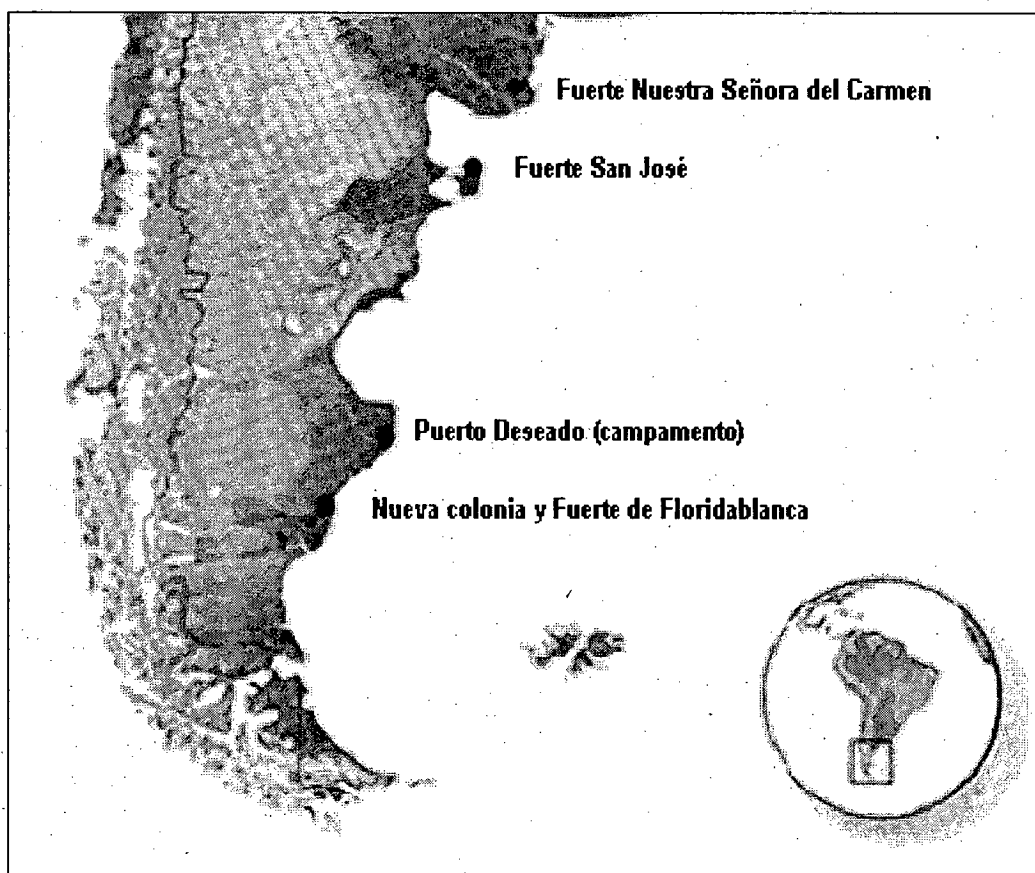 Fuerte Nuestra Señora del Carmen
Fuerte San José
Puerto Deseado (campamento)
Nueva colonia y Fuerte de Floridablanca